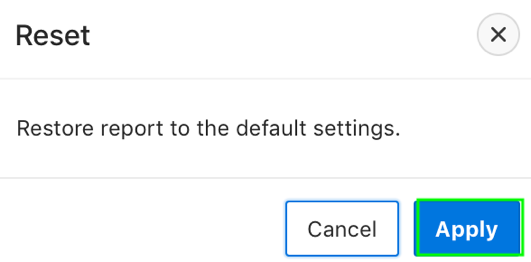 Reset
Restore report to the default settings.
Cancel
Apply